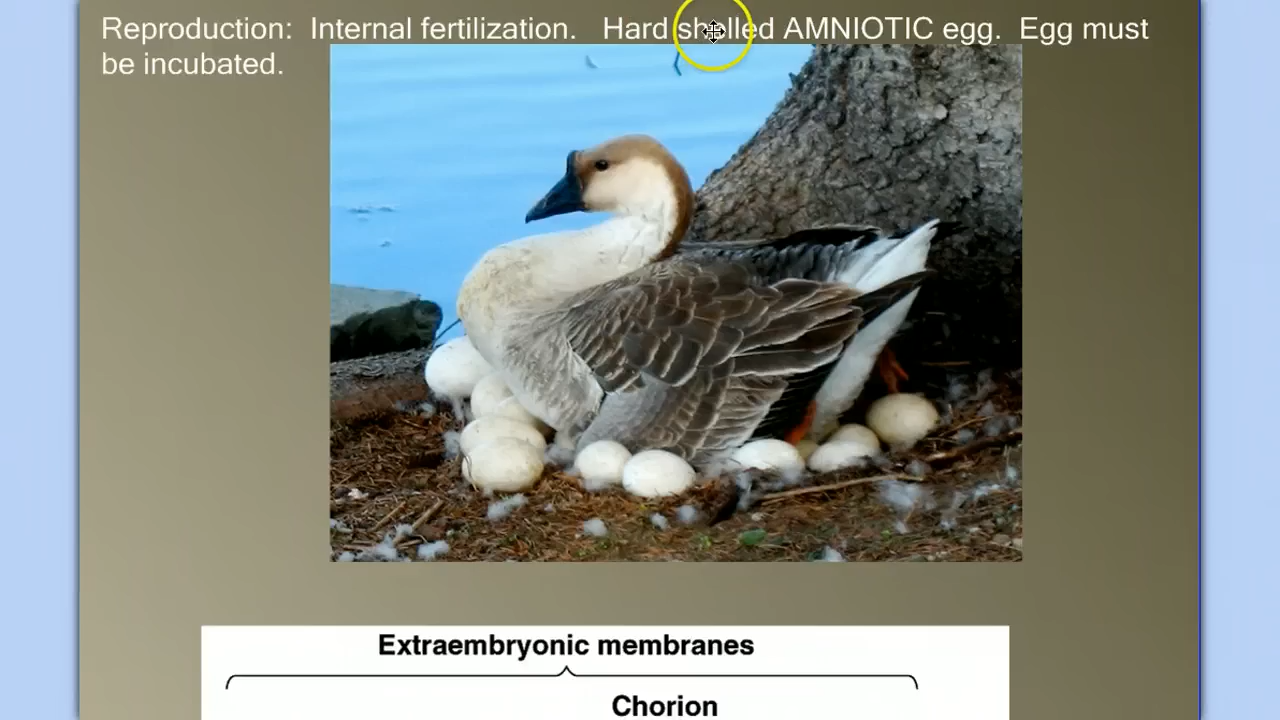 Reproduction: Internal fertilization. Hard shelled AMNIOTIC egg. Egg must
be incubated.
Extraembryonic membranes
Chorion